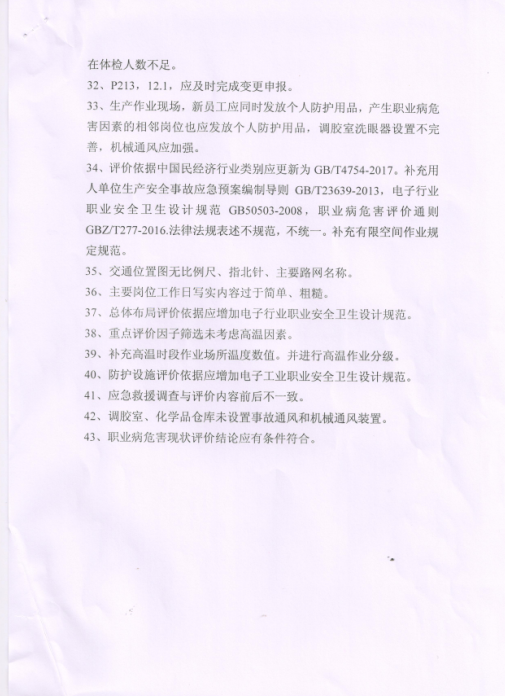 在体检人数不足。
32、P213，12.1，应及时完成变更申报。
33、生产作业现场，新员工应同时发放个人防护用品，产生职业病危
害因素的相邻岗位也应发放个人防护用品，调胶室洗眼器设置不完
善，机械通风应加强。
34、评价依据中国民经济行业类别应更新为 GB/T4754-2017。补充用
人单位生产安全事故应急预案编制导则 GB/T23639-2013，电子行业
职业安全卫生设计规范 GB50503-2008，职业病危害评价通则
GBZ/T277-2016.法律法规表述不规范，不统一。补充有限空间作业规
定规范。
35、交通位置图无比例尺、指北针、主要路网名称。
36、主要岗位工作日写实内容过于简单、粗糙。
37、总体布局评价依据应增加电子行业职业安全卫生设计规范。
38、重点评价因子筛选未考虑高温因素。
39、补充高温时段作业场所温度数值。并进行高温作业分级。
40、防护设施评价依据应增加电子工业职业安全卫生设计规范。
41、应急救援调查与评价内容前后不一致。
42、调胶室、化学品仓库未设置事故通风和机械通风装置。
43、职业病危害现状评价结论应有条件符合。